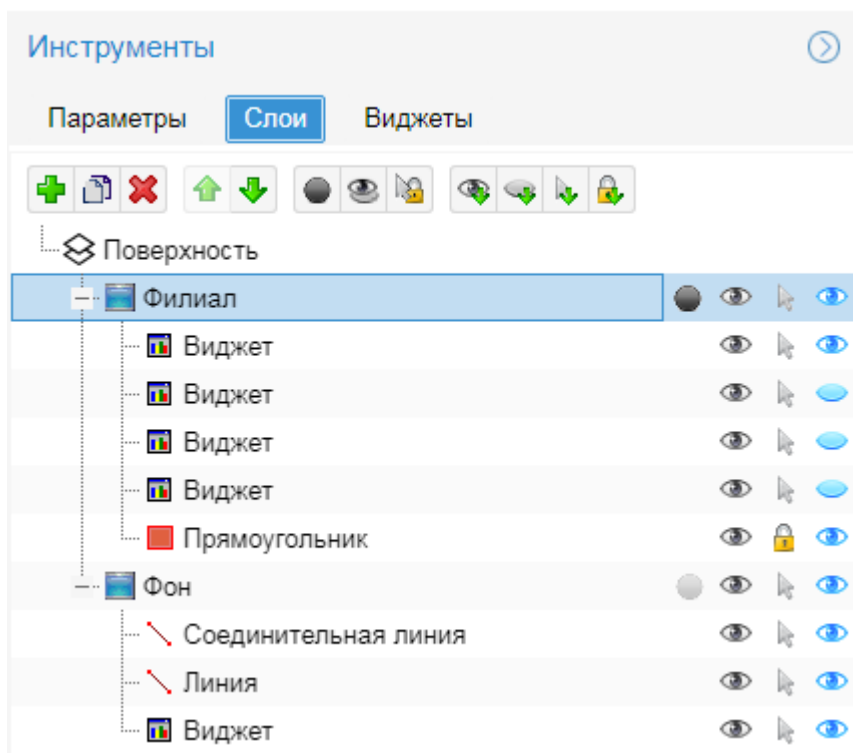 Инструменты
Параметры Слои Виджеты
Поверхность
Филиал
Виджет
Виджет
Виджет
Виджет
Прямоугольник
Фон
Соединительная линия
Линия
Виджет